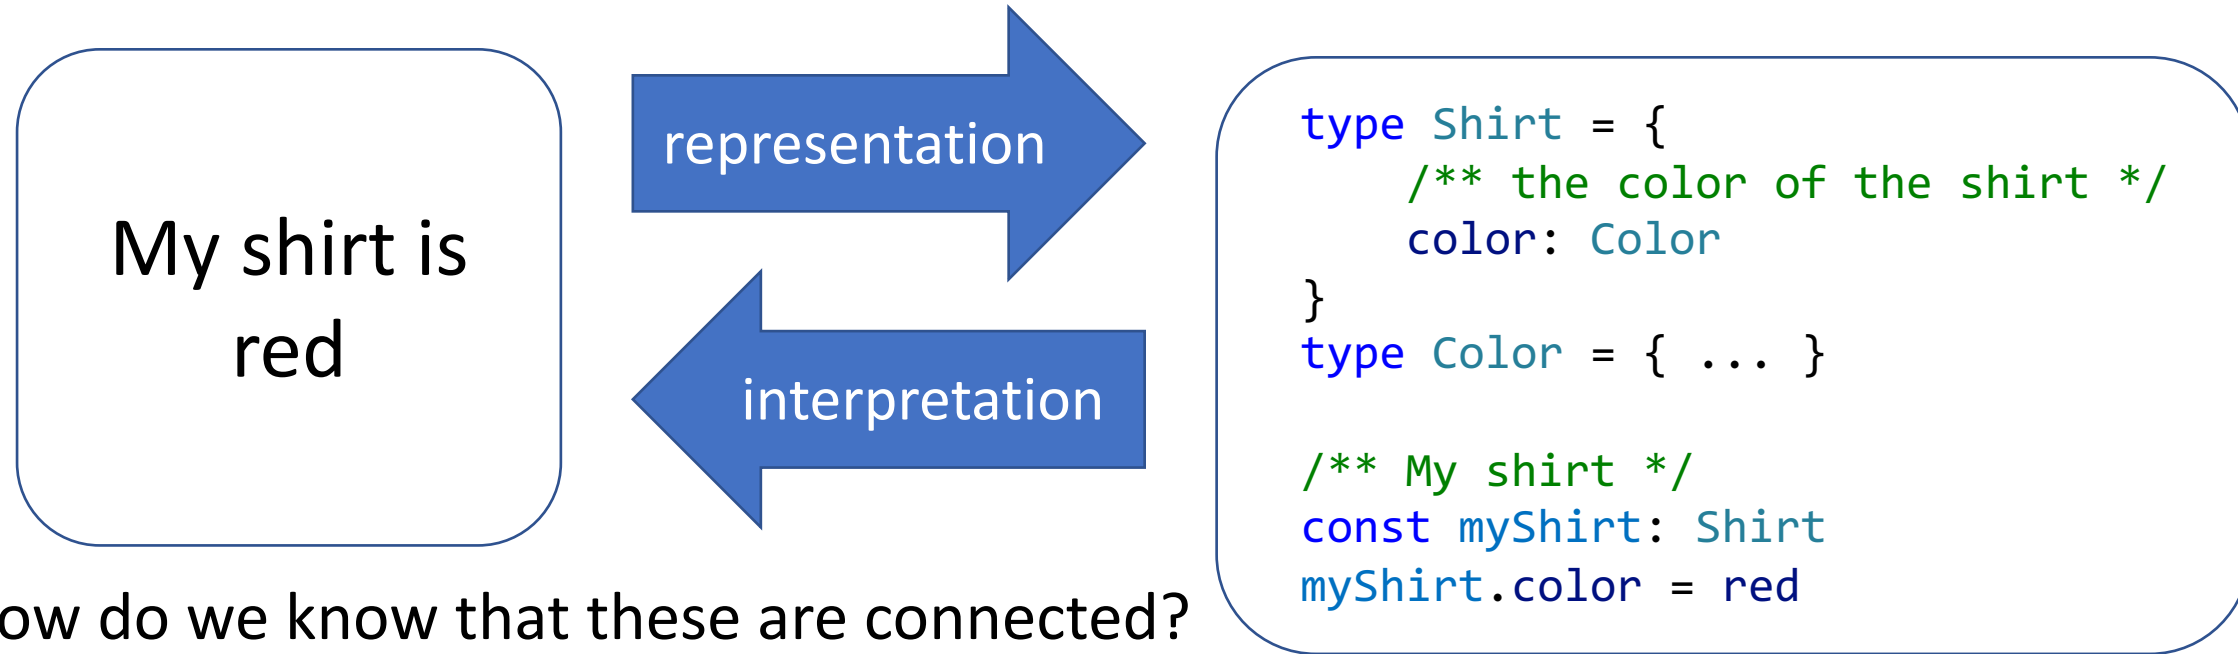 My shirt is
red
representation
interpretation
type Shirt = {
    /** the color of the shirt */
    color: Color
}
type Color = { ... }

/** My shirt */
const myShirt: Shirt
myShirt.color = red
ow do we know that these are connected?